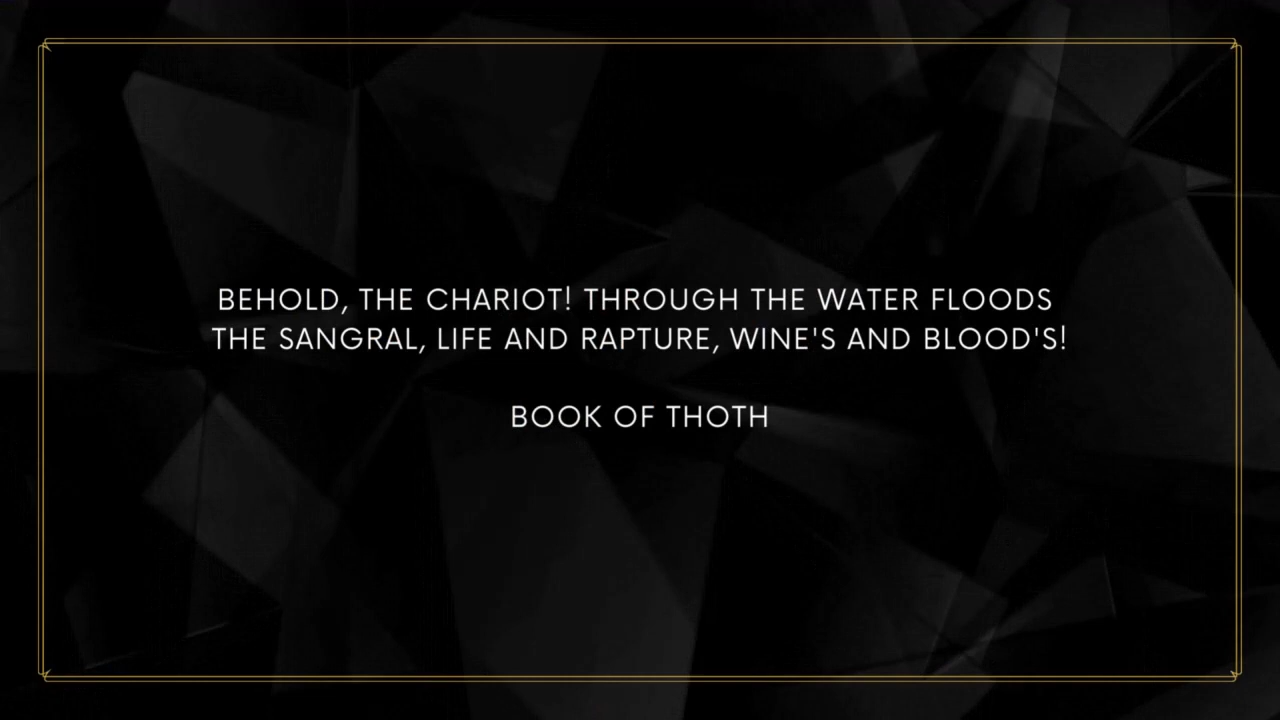 BEHOLD, THE CHARIOT! THROUGH THE WATER FLOODS
THE SANGRAL, LIFE AND RAPTURE, WINE'S AND BLOOD'S!
BOOK OF THOTH